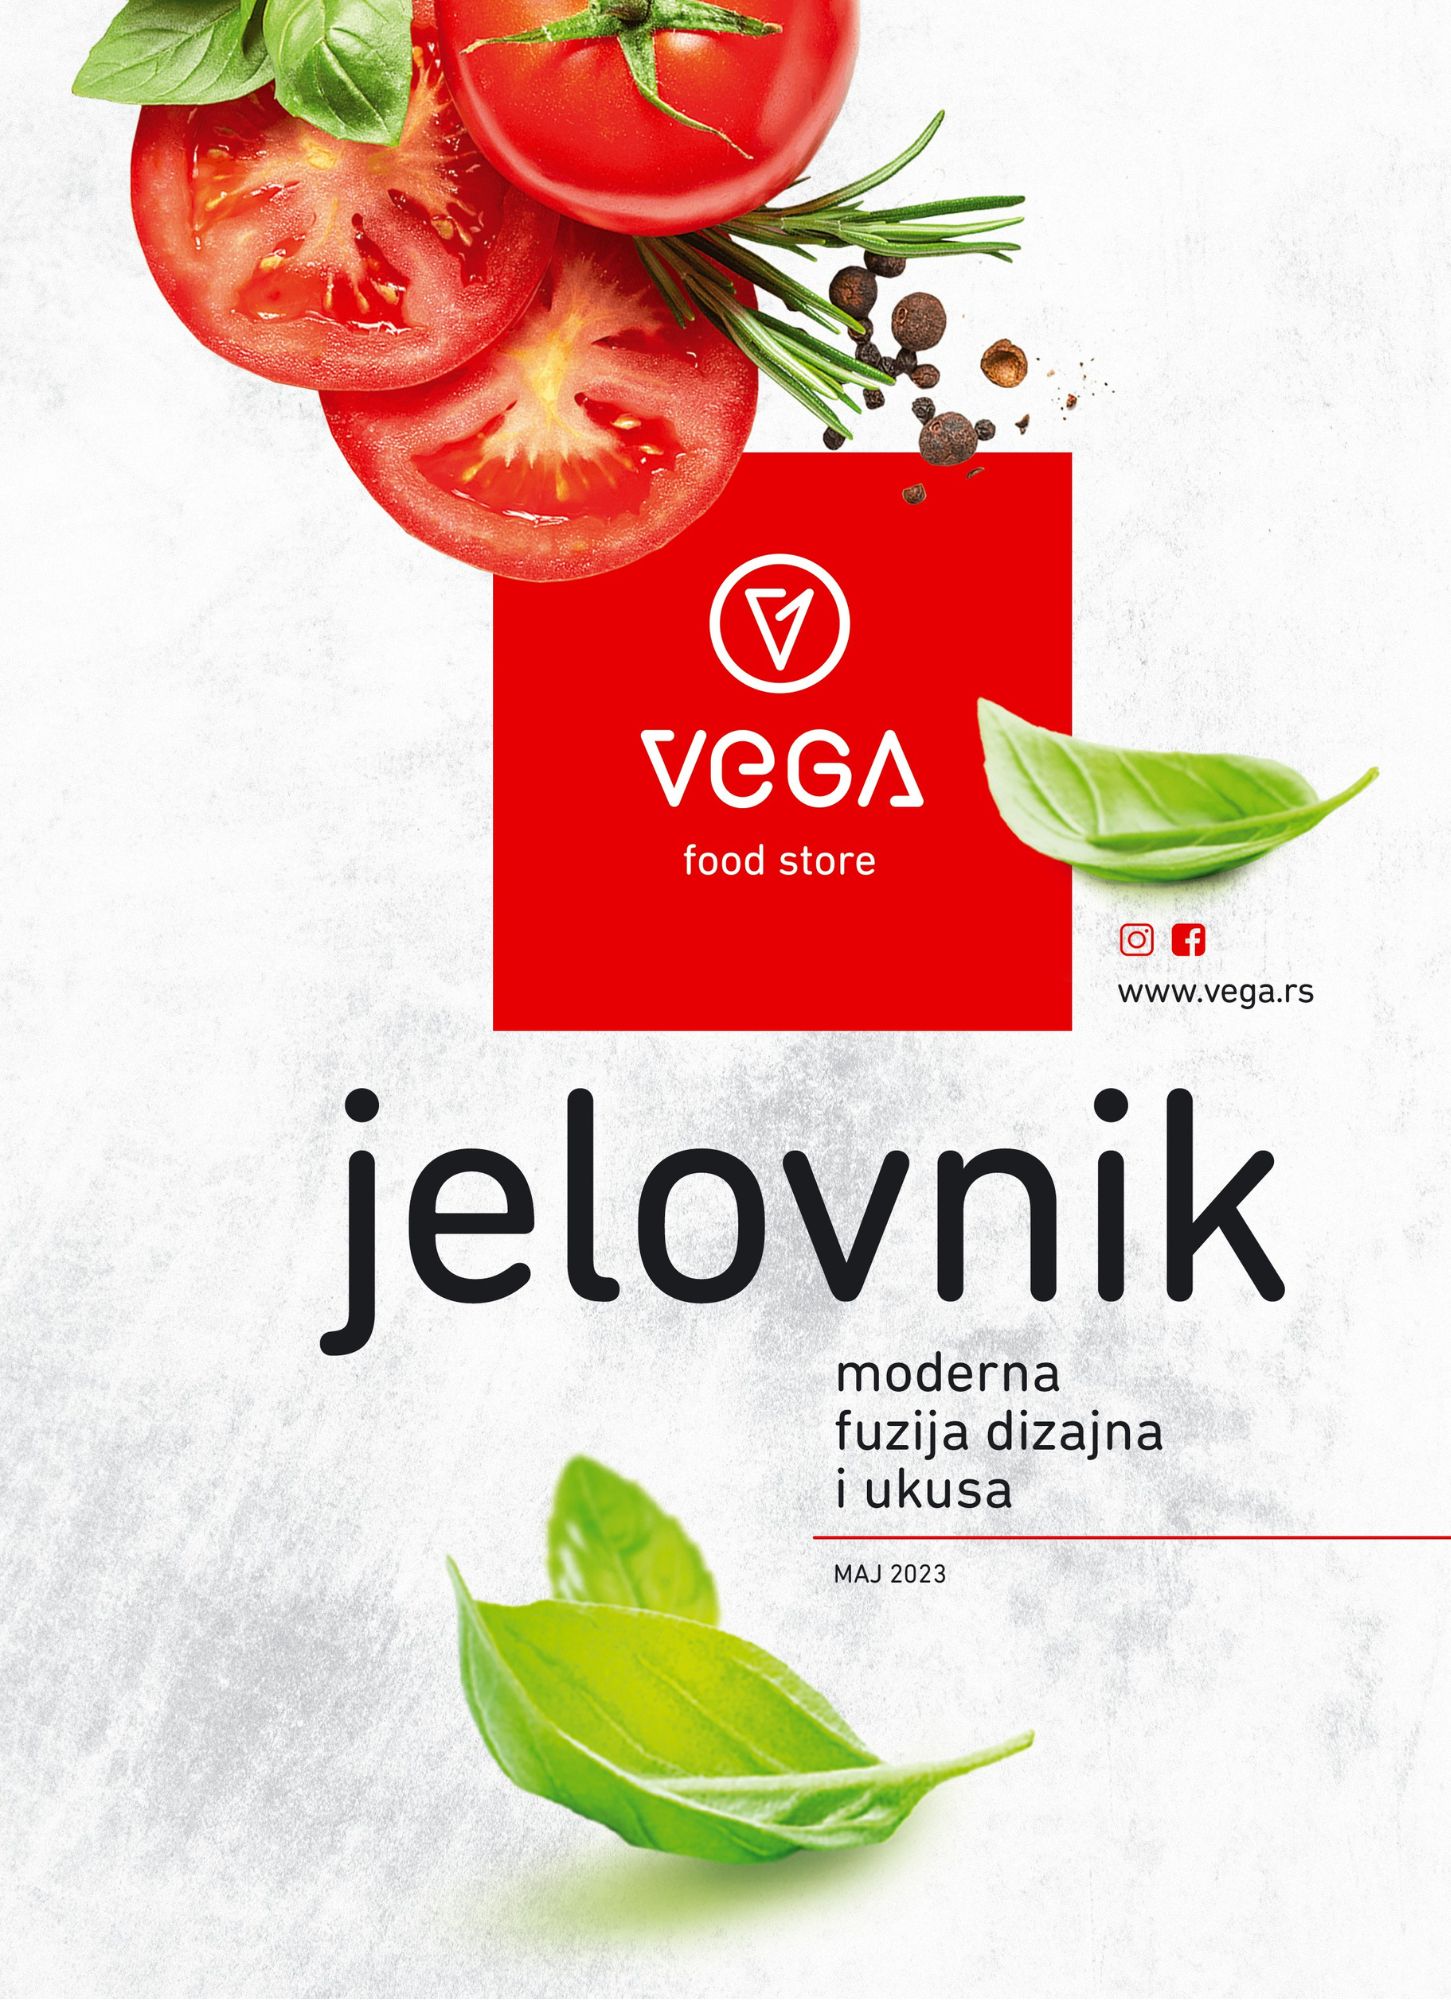 VEGA
food store
www.vega.rs
jelovnik
moderna
fuzija dizajna
i ukusa
MAJ 2023